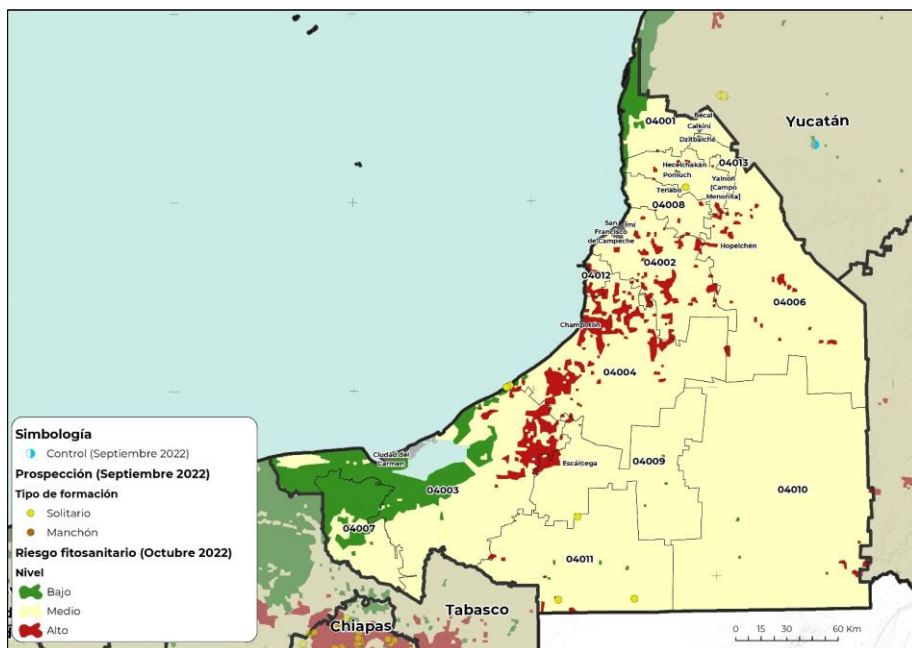 Yucatán
04001
Bécal
Calkiní
Dzitbalché
04013
Hecelchakán
Pomuch
Tenabo
Yalnon
[Campo
Menonita]
04008
San
Francisco
de Campeche
Imí
Hopelchén
04002
04012
04006
Champotón
04004
Ciudad del
Carmen
Escárcega
04009
04003
04010
04007
04011
Tabasco
Chiapas
Simbología
Control (Septiembre 2022)
Prospección (Septiembre 2022)
Tipo de formación
Solitario
Manchón
Riesgo fitosanitario (Octubre 2022)
Nivel
Bajo
Medio
Alto
0 15 30 60 Km